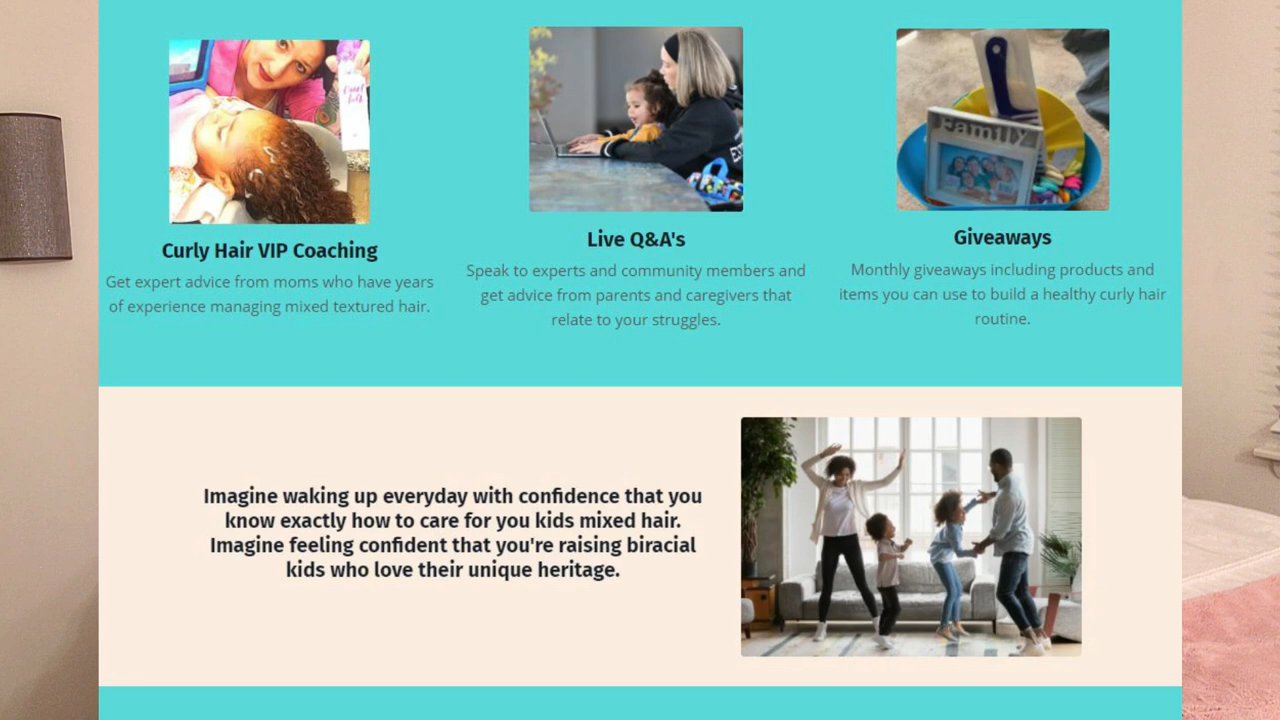 Curl
Family
Curly Hair VIP Coaching
Get expert advice from moms who have years
of experience managing mixed textured hair.
Live Q&A's
Speak to experts and community members and
get advice from parents and caregivers that
relate to your struggles.
Giveaways
Monthly giveaways including products and
items you can use to build a healthy curly hair
routine.
Imagine waking up everyday with confidence that you
know exactly how to care for you kids mixed hair.
Imagine feeling confident that you're raising biracial
kids who love their unique heritage.